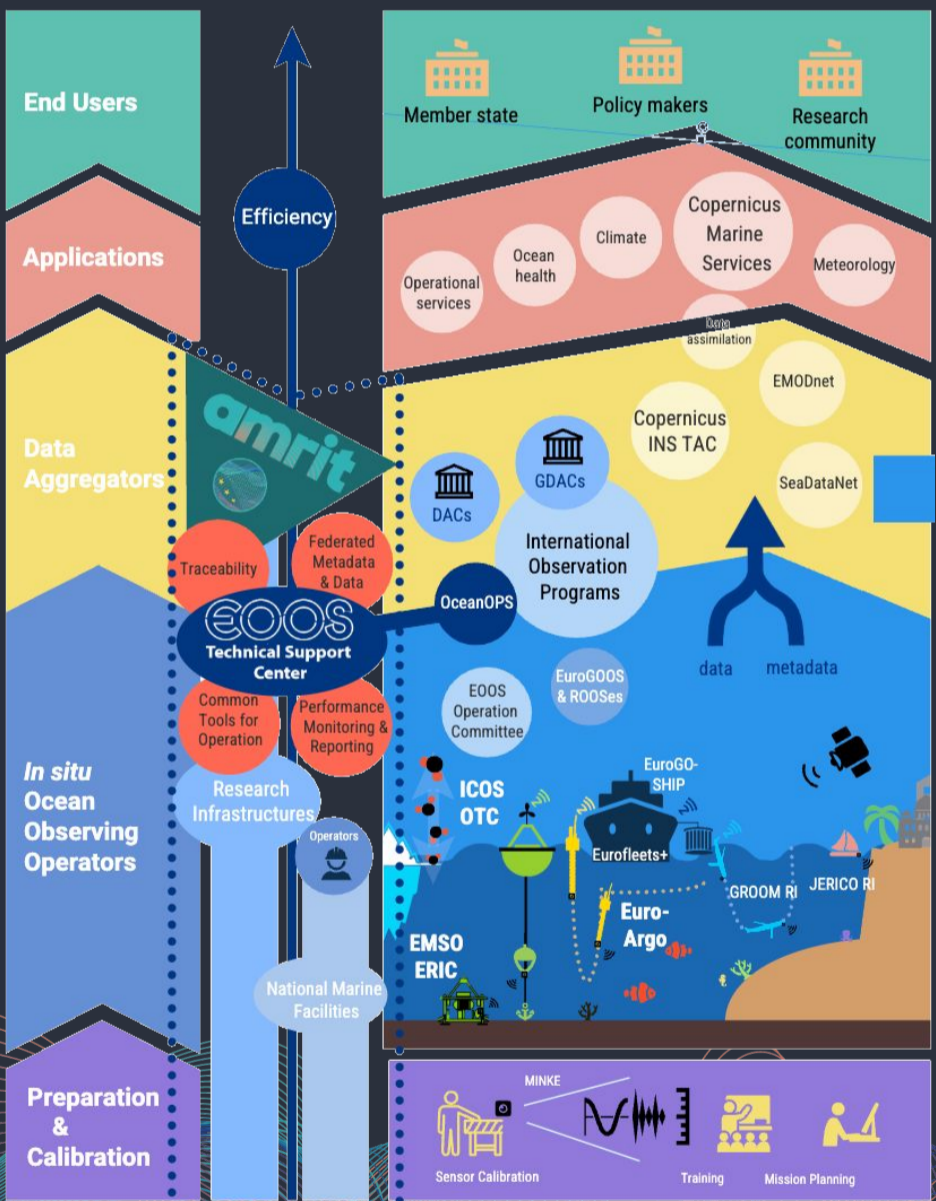 End Users
Member state
Policy makers
Research
community
Efficiency
Applications
Operational
services
Ocean
health
Climate
Copernicus
Marine
Services
Meteorology
Data
assimilation
amrit
Data
Aggregators
DACs
GDACs
Copernicus
INS TAC
EMODnet
SeaDataNet
International
Observation
Programs
Traceability
Federated
Metadata
& Data
EOOS
Technical Support
Center
OceanOPS
Common
Tools for
Operation
Performance
Monitoring &
Reporting
EOOS
Operation
Committee
EuroGOOS
& ROOSes
data
metadata
In situ
Ocean
Observing
Operators
Research
Infrastructures
Operators
National Marine
Facilities
ICOS
OTC
EuroGO-
SHIP
Eurofleets+
GROOM RI
JERICO RI
Euro-
Argo
EMSO
ERIC
Preparation
&
Calibration
MINKE
Sensor Calibration
Training
Mission Planning